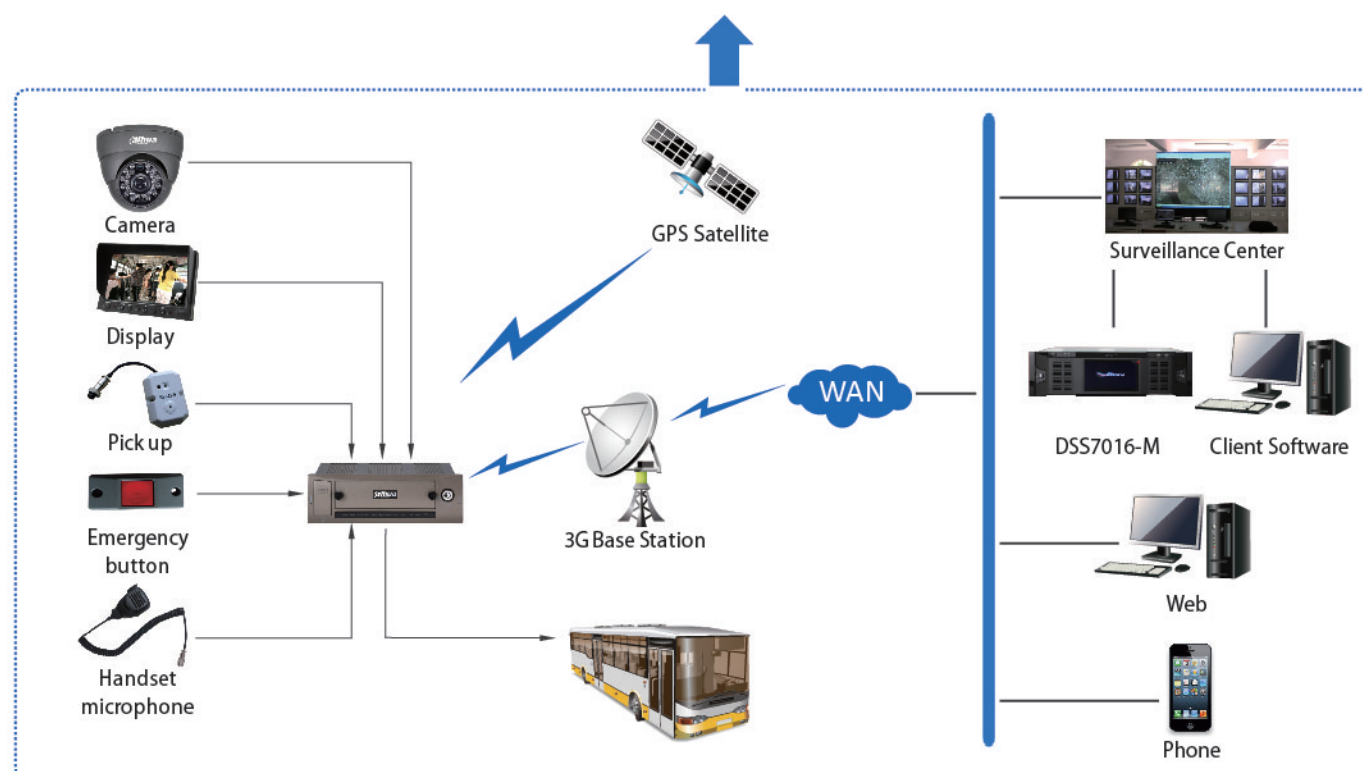 alhua
Camera
GPS Satellite
Surveillance Center
Display
WAN
Pick up
DSS7016-M
Client Software
3G Base Station
Emergency
button
Web
Handset
microphone
Phone